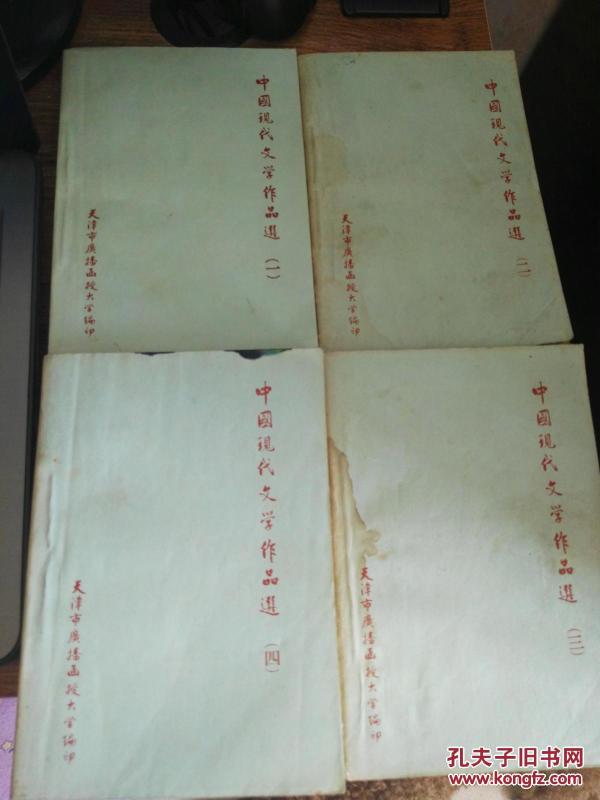 中國現代文学作品選(一)
天津市廣播函授大学編印
中國現代文学作品選(二)
天津市廣播函授大学編印
中國現代文学作品選(四)
天津市廣播函授大学編印
中國現代文学作品選(三)
天津市廣播函授大学編印
孔夫子旧书网
www.kongfz.com